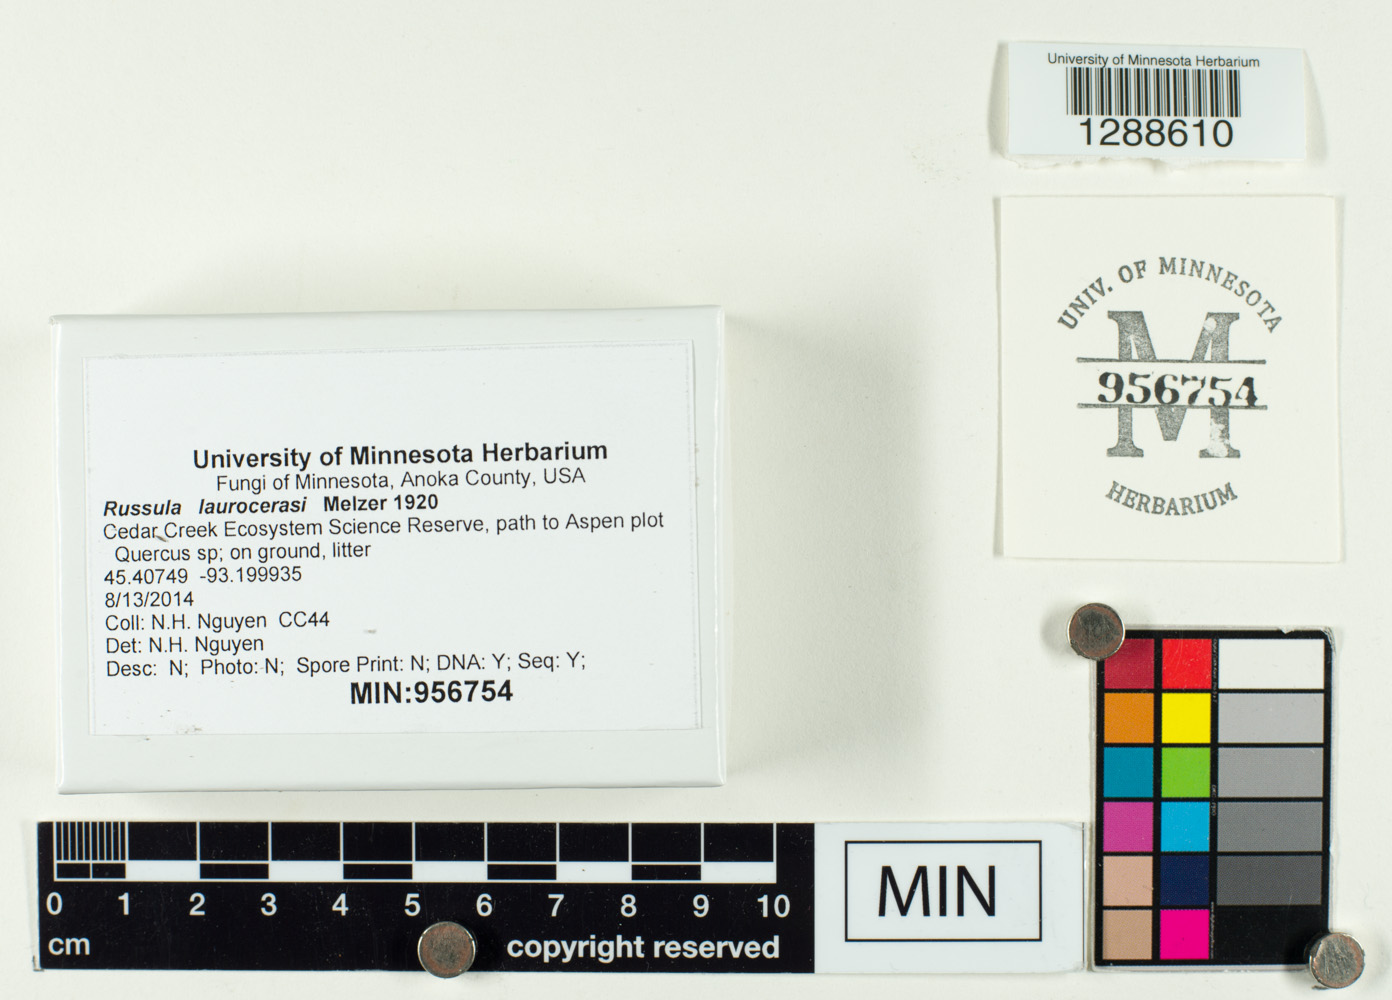 University of Minnesota Herbarium
1288610
UNIV. OF MINNESOTA
M
956754
HERBARIUM
University of Minnesota Herbarium
Fungi of Minnesota, Anoka County, USA
Russula laurocerasi Melzer 1920
Cedar Creek Ecosystem Science Reserve, path to Aspen plot
Quercus sp; on ground, litter
45.40749 -93.199935
8/13/2014
Coll: N.H. Nguyen CC44
Det: N.H. Nguyen
Desc: N; Photo: N; Spore Print: N; DNA: Y; Seq: Y;
MIN:956754
0 1 2 3 4 5 6 7 8 9 10
cm copyright reserved
MIN